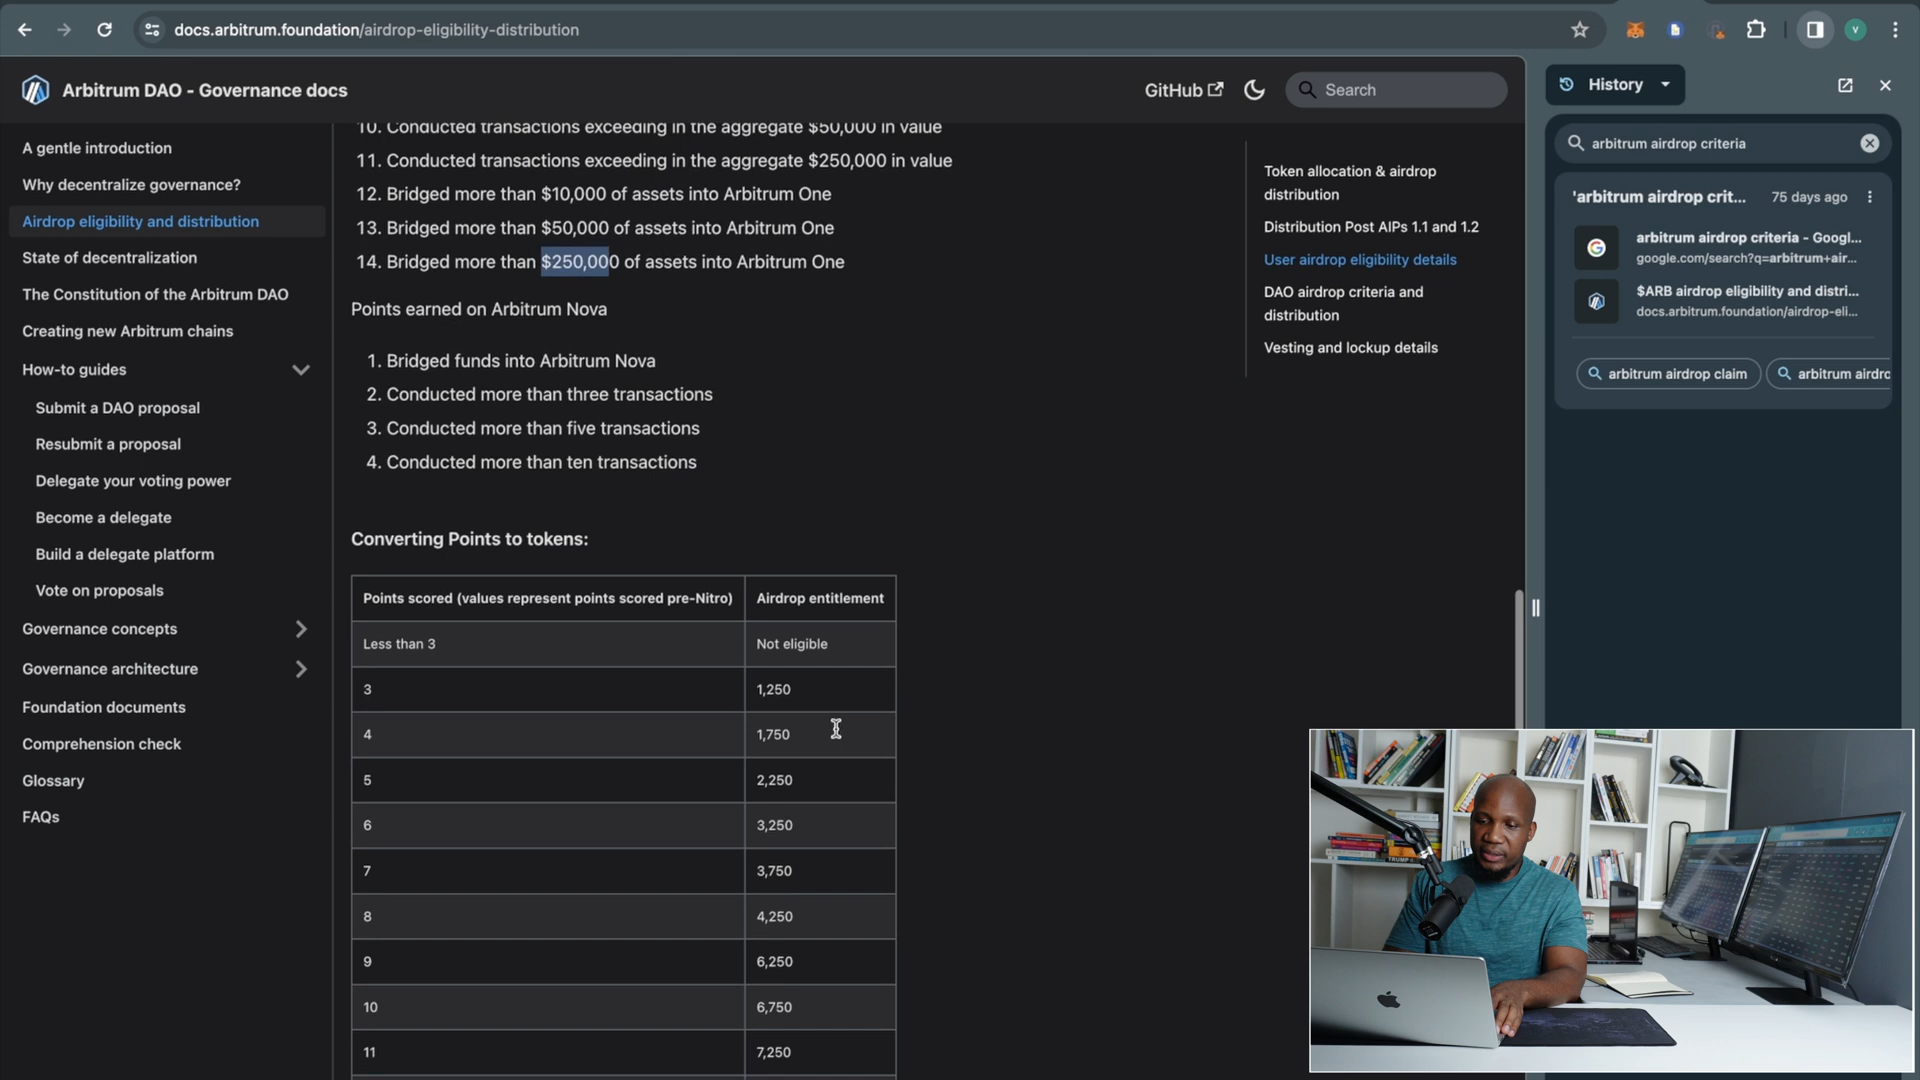 docs.arbitrum.foundation/airdrop-eligibility-distribution
V
Arbitrum DAO - Governance docs
GitHub
Search
A gentle introduction
Why decentralize governance?
Airdrop eligibility and distribution
State of decentralization
The Constitution of the Arbitrum DAO
Creating new Arbitrum chains
How-to guides
Submit a DAO proposal
Resubmit a proposal
Delegate your voting power
Become a delegate
Build a delegate platform
Vote on proposals
Governance concepts
Governance architecture
Foundation documents
Comprehension check
Glossary
FAQs
10. Conducted transactions exceeding in the aggregate $50,000 in value
11. Conducted transactions exceeding in the aggregate $250,000 in value
12. Bridged more than $10,000 of assets into Arbitrum One
13. Bridged more than $50,000 of assets into Arbitrum One
14. Bridged more than $250,000 of assets into Arbitrum One
Points earned on Arbitrum Nova
1. Bridged funds into Arbitrum Nova
2. Conducted more than three transactions
3. Conducted more than five transactions
4. Conducted more than ten transactions
Converting Points to tokens:
Points scored (values represent points scored pre-Nitro) Airdrop entitlement
Less than 3 Not eligible
3 1,250
4 1,750
5 2,250
6 3,250
7 3,750
8 4,250
9 6,250
10 6,750
11 7,250
Token allocation & airdrop
distribution
Distribution Post AIPs 1.1 and 1.2
User airdrop eligibility details
DAO airdrop criteria and
distribution
Vesting and lockup details
History
arbitrum airdrop criteria
'arbitrum airdrop crit... 75 days ago
arbitrum airdrop criteria - Googl...
google.com/search?q=arbitrum+air...
$ARB airdrop eligibility and distri...
docs.arbitrum.foundation/airdrop-eli...
arbitrum airdrop claim
arbitrum airdro
TRUMP